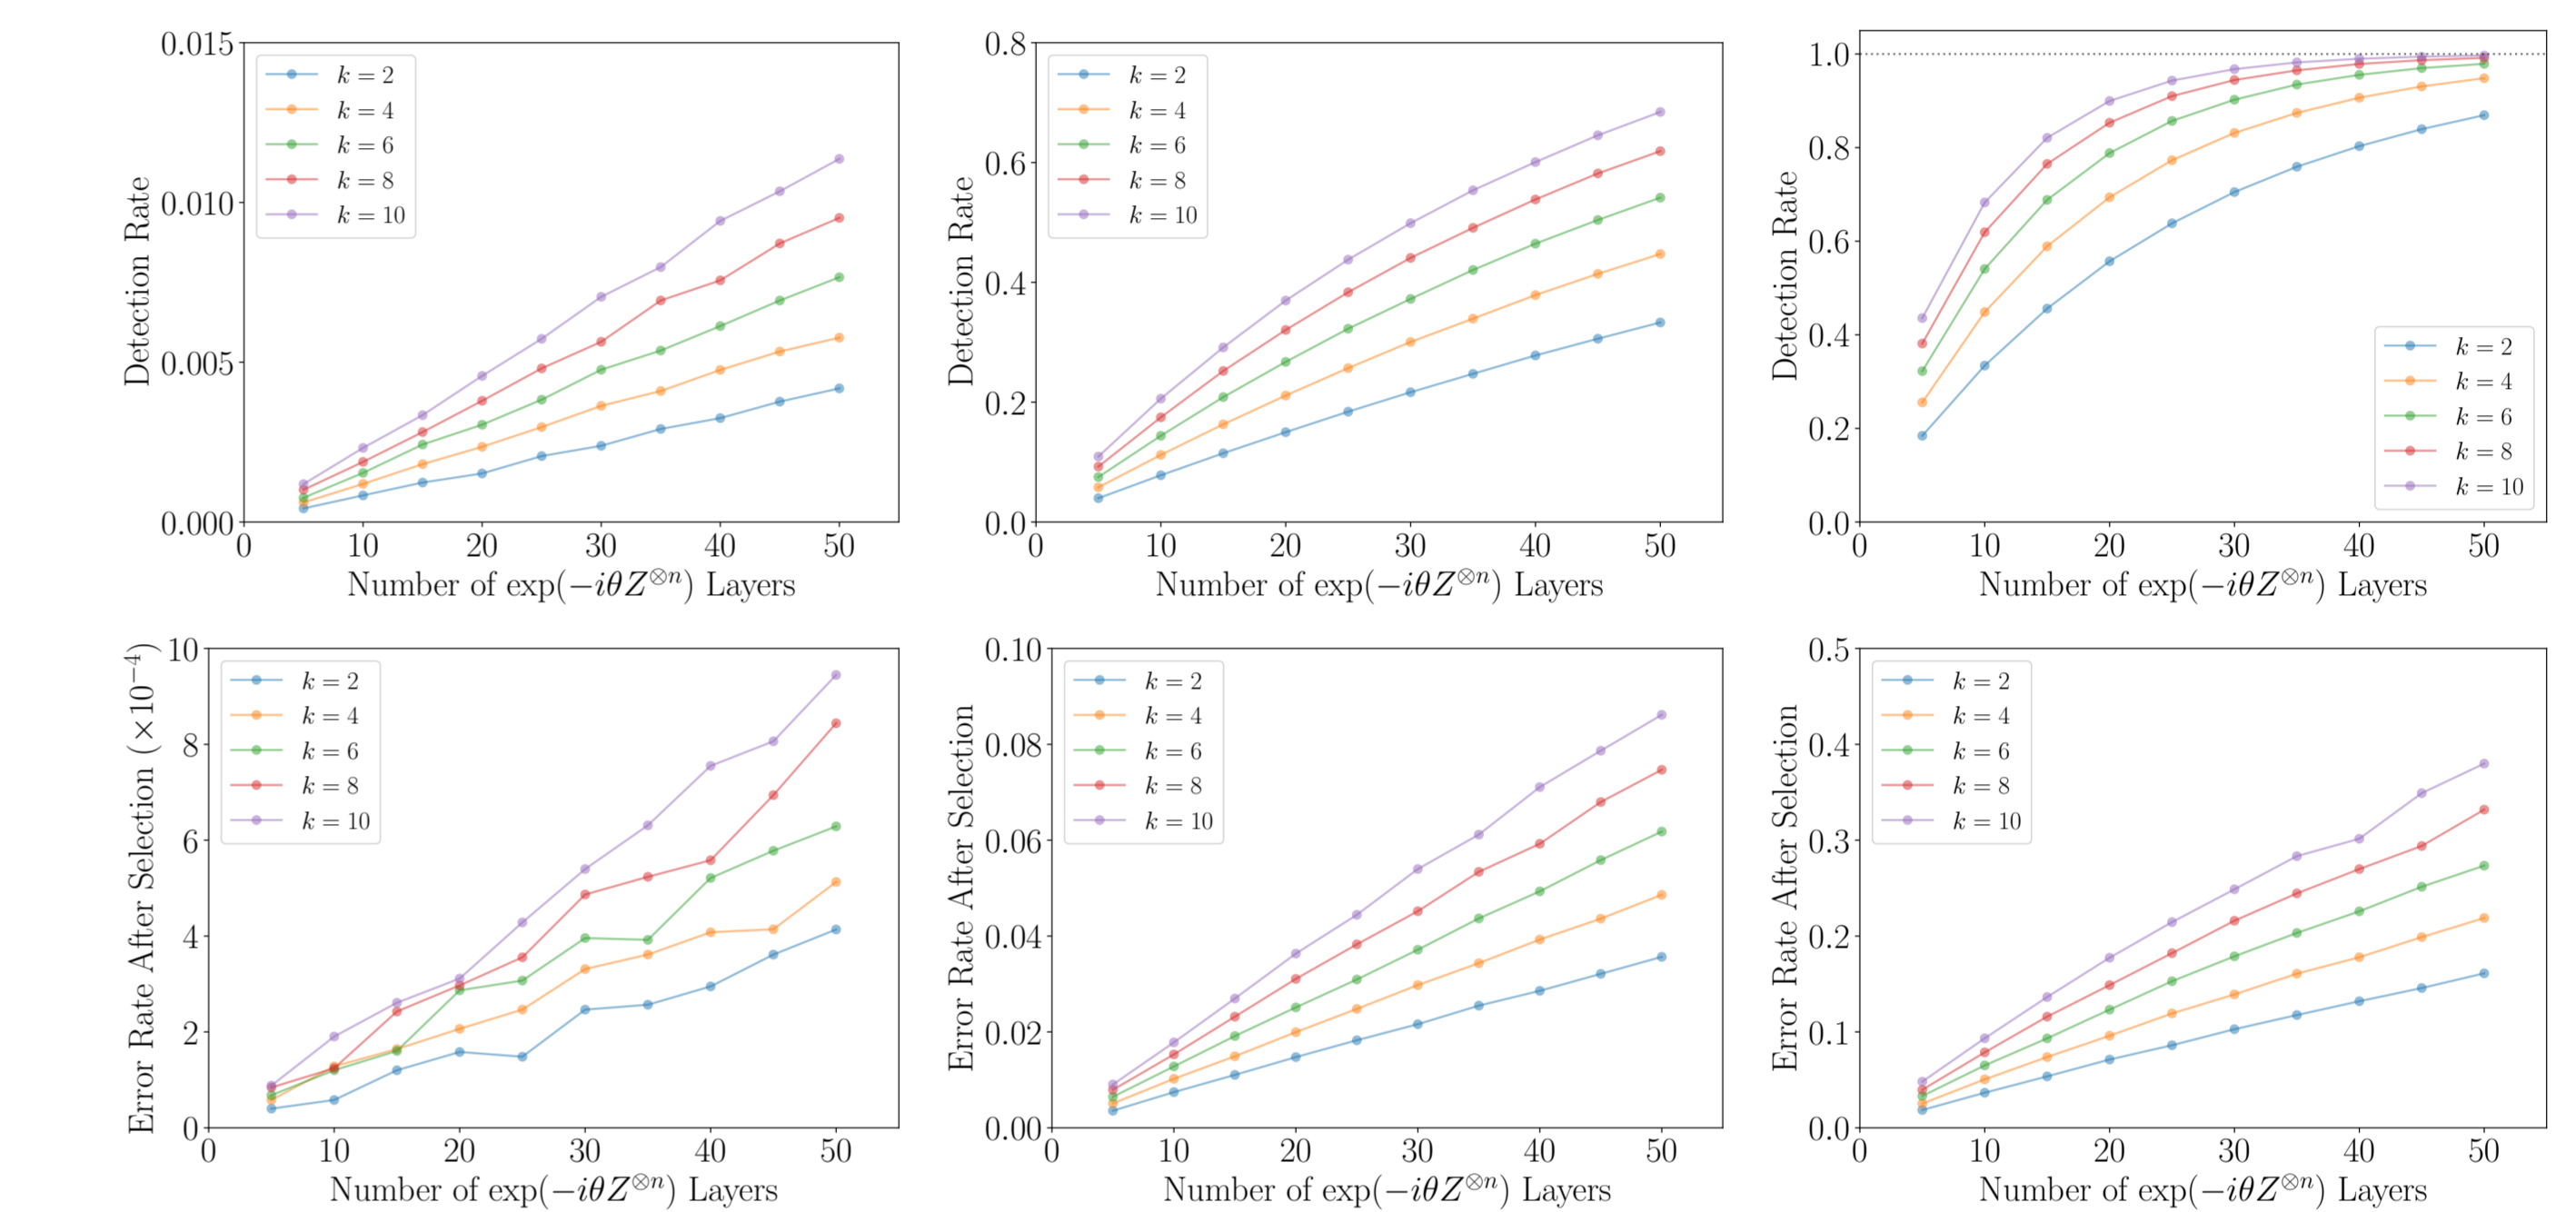 0.015
0.010
0.005
0.000
Detection Rate
k = 2
k = 4
k = 6
k = 8
k = 10
0 10 20 30 40 50
Number of exp(−iθZ⊗n) Layers
0.8
0.6
0.4
0.2
0.0
Detection Rate
k = 2
k = 4
k = 6
k = 8
k = 10
0 10 20 30 40 50
Number of exp(−iθZ⊗n) Layers
1.0
0.8
0.6
0.4
0.2
0.0
Detection Rate
k = 2
k = 4
k = 6
k = 8
k = 10
0 10 20 30 40 50
Number of exp(−iθZ⊗n) Layers
10
8
6
4
2
0
Error Rate After Selection (×10−4)
k = 2
k = 4
k = 6
k = 8
k = 10
0 10 20 30 40 50
Number of exp(−iθZ⊗n) Layers
0.10
0.08
0.06
0.04
0.02
0.00
Error Rate After Selection
k = 2
k = 4
k = 6
k = 8
k = 10
0 10 20 30 40 50
Number of exp(−iθZ⊗n) Layers
0.5
0.4
0.3
0.2
0.1
0.0
Error Rate After Selection
k = 2
k = 4
k = 6
k = 8
k = 10
0 10 20 30 40 50
Number of exp(−iθZ⊗n) Layers